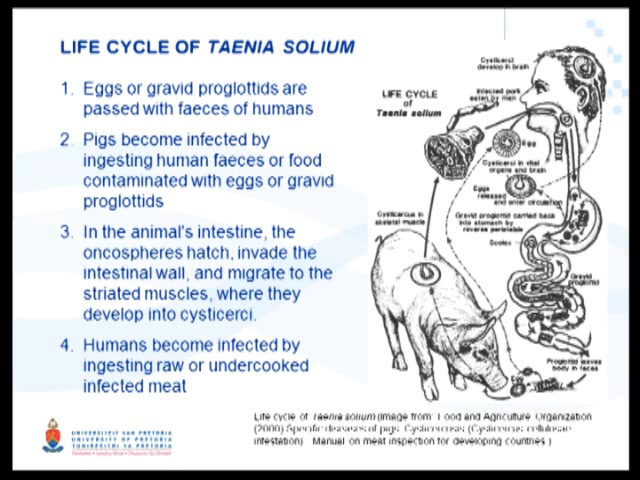 LIFE CYCLE OF TAENIA SOLIUM
1. Eggs or gravid proglottids are
passed with faeces of humans
2. Pigs become infected by
ingesting human faeces or food
contaminated with eggs or gravid
proglottids
3. In the animal's intestine, the
oncospheres hatch, invade the
intestinal wall, and migrate to the
striated muscles, where they
develop into cysticerci.
4. Humans become infected by
ingesting raw or undercooked
infected meat
Cysticerci
develop in brain
LIFE CYCLE
of
Taenia solium
Infected pork
eaten by man
Egg
Cysticerci in vital
organs and brain
Eggs
released
and enter circulation
Cysticercus in
skeletal muscle
Gravid proglottid carried back
into stomach by
reverse peristalsis
Scolex
Gravid
proglottid
Proglottid leaves
body in feces
Life cycle of Taenia solium (Image from: Food and Agriculture Organization
(2000) Specific diseases of pigs. Cysticercosis (Cysticercus cellulosae
infestation). Manual on meat inspection for developing countries.)
UNIVERSITEIT VAN PRETORIA
UNIVERSITY OF PRETORIA
YUNIBESITHI YA PRETORIA